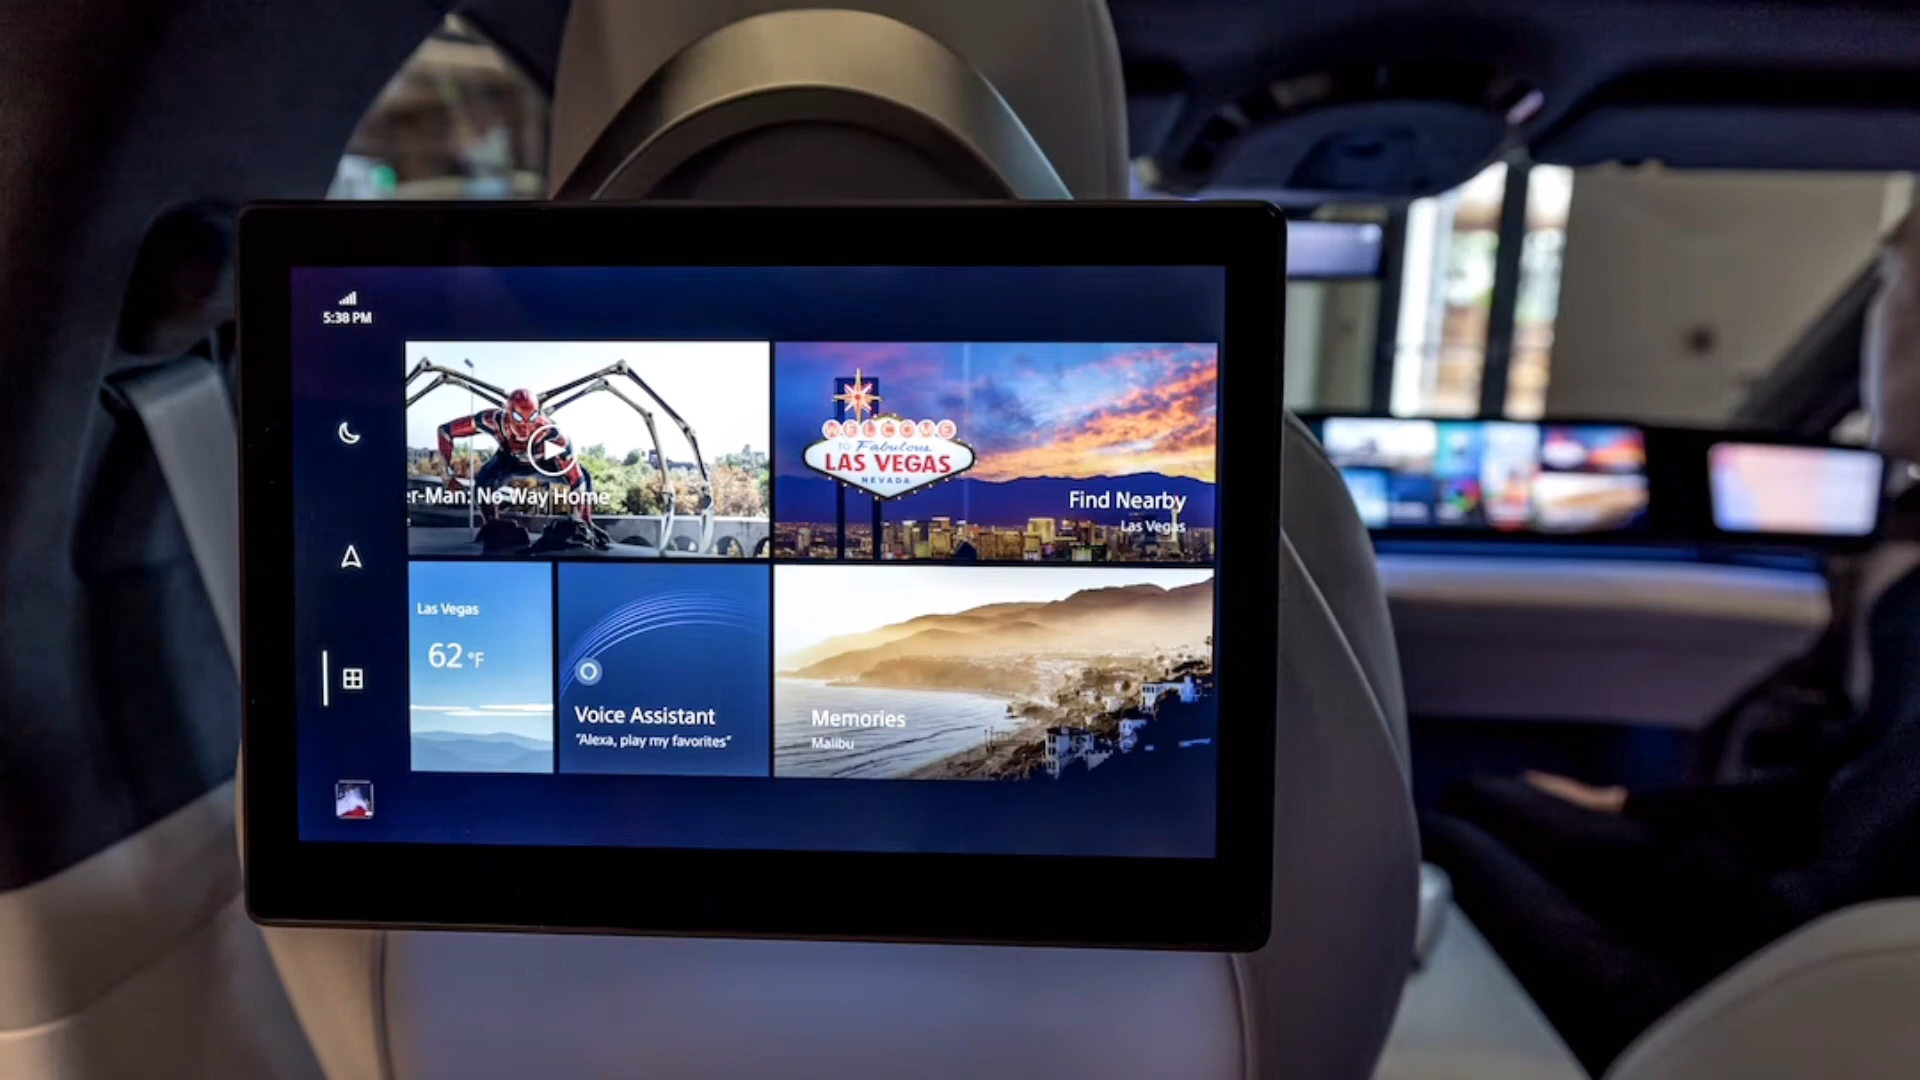 5:38 PM
er-Man: No Way Home
e
WELCOME
TO Fabulous
LAS VEGAS
NEVADA
Find Nearby
Las Vegas
Las Vegas
62 °F
Voice Assistant
"Alexa, play my favorites"
Memories
Malibu